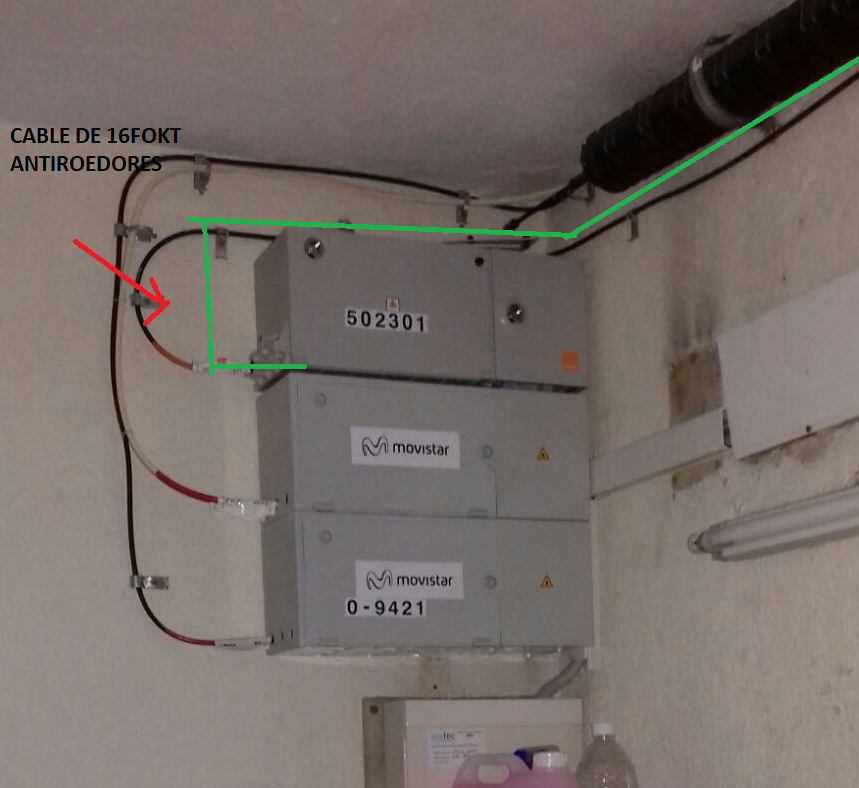 CABLE DE 16FOKT
ANTIROEDORES
502301
movistar
movistar
0-9421